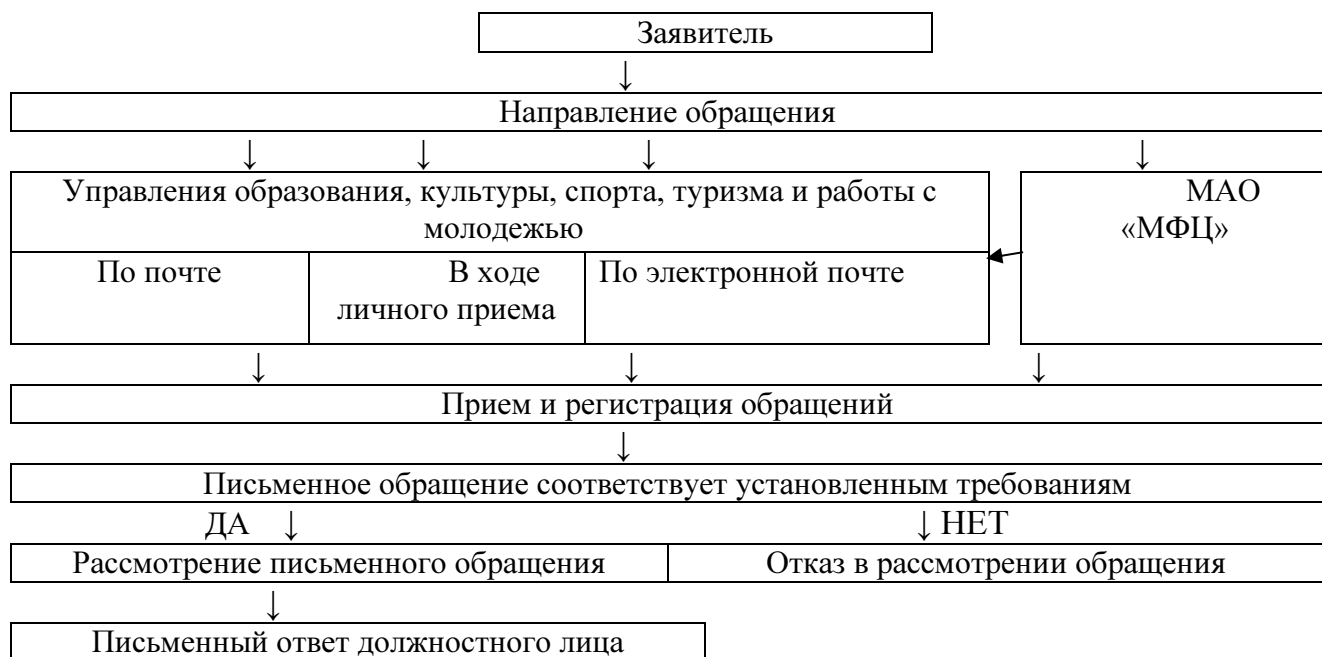 Заявитель
↓
Направление обращения
↓ ↓ ↓ ↓
Управления образования, культуры, спорта, туризма и работы с
молодежью
МАО
«МФЦ»
По почте
В ходе
личного приема
По электронной почте
↓ ↓ ↓
Прием и регистрация обращений
↓
Письменное обращение соответствует установленным требованиям
ДА ↓ ↓ НЕТ
Рассмотрение письменного обращения
Отказ в рассмотрении обращения
↓
Письменный ответ должностного лица